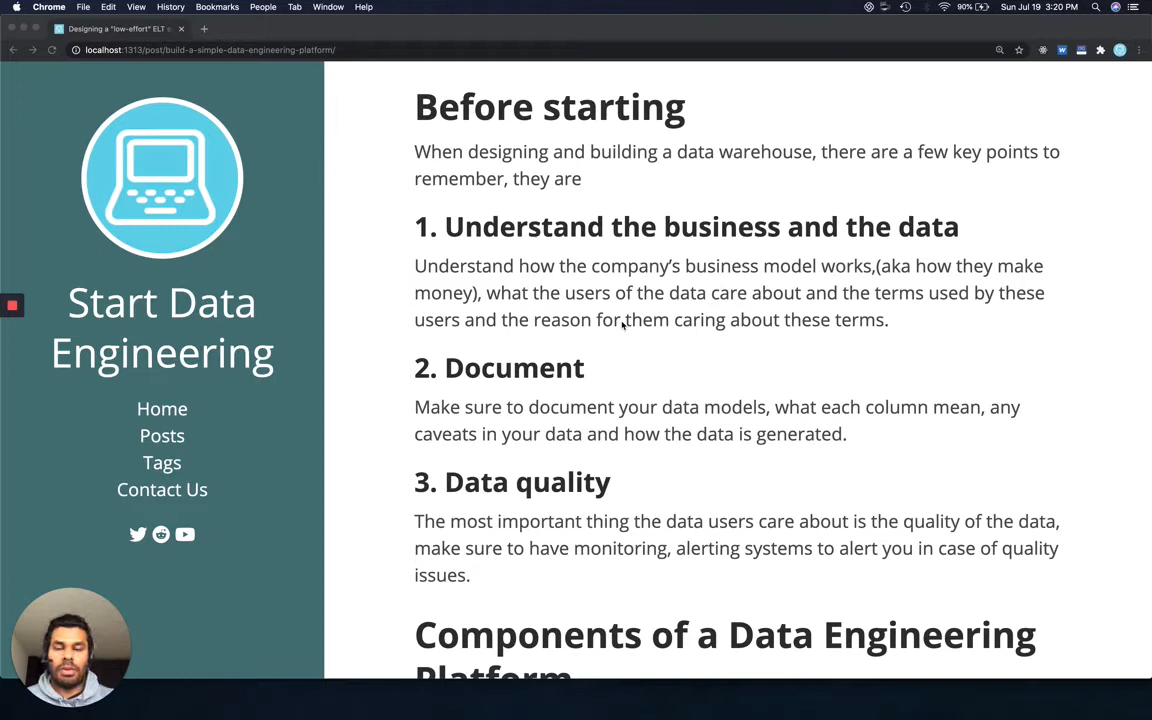 Chrome File Edit View History Bookmarks People Tab Window Help
90% Sun Jul 19 3:20 PM
Designing a "low-effort" ELT
localhost:1313/post/build-a-simple-data-engineering-platform/
Start Data
Engineering
Home
Posts
Tags
Contact Us
Before starting
When designing and building a data warehouse, there are a few key points to
remember, they are
1. Understand the business and the data
Understand how the company’s business model works,(aka how they make
money), what the users of the data care about and the terms used by these
users and the reason for them caring about these terms.
2. Document
Make sure to document your data models, what each column mean, any
caveats in your data and how the data is generated.
3. Data quality
The most important thing the data users care about is the quality of the data,
make sure to have monitoring, alerting systems to alert you in case of quality
issues.
Components of a Data Engineering
Platform